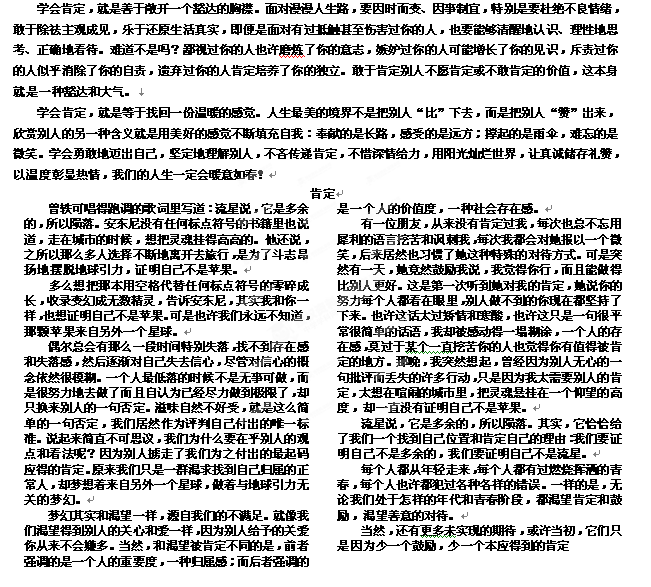 学会肯定，就是善于敞开一个豁达的胸襟。面对漫漫人生路，要因时而变、因事制宜，特别是要杜绝不良情绪，
敢于除祛主观成见，乐于还原生活真实，即便是面对有过抵触甚至伤害过你的人，也要能够清醒地认识、理性地思
考、正确地看待。难道不是吗？鄙视过你的人也许磨炼了你的意志，嫉妒过你的人可能增长了你的见识，斥责过你
的人似乎消除了你的自责，遗弃过你的人肯定培养了你的独立。敢于肯定别人不愿肯定或不敢肯定的价值，这本身
就是一种豁达和大气。
学会肯定，就是等于找回一份温暖的感觉。人生最美的境界不是把别人“比”下去，而是把别人“赞”出来，
欣赏别人的另一种含义就是用美好的感觉不断填充自我：奉献的是长路，感受的是远方；撑起的是雨伞，难忘的是
微笑。学会勇敢地迈出自己，坚定地理解别人，不吝传递肯定，不惜深情给力，用阳光灿烂世界，让真诚储存礼赞，
以温度彰显热情，我们的人生一定会暖意如春！
肯定
曾轶可唱得跑调的歌词里写道：流星说，它是多余
的，所以陨落。安东尼没有任何标点符号的书籍里也说
道，走在城市的时候，想把灵魂挂得高高的。他还说，
之所以那么多人选择不断地离开去旅行，是为了斗志昂
扬地摆脱地球引力，证明自己不是苹果。
多么想把那本用空格代替任何标点符号的零碎成
长，收录变幻成无数精灵，告诉安东尼，其实我和你一
样，也想证明自己不是苹果。可是也许我们永远不知道，
那颗苹果来自另外一个星球。
偶尔总会有那么一段时间特别失落，找不到存在感
和失落感，然后逐渐对自己失去信心，尽管对信心的概
念依然很模糊。一个人最低落的时候不是无事可做，而
是很努力地去做了而且自认为已经尽力做到极限了，却
只换来别人的一句否定。滋味自然不好受，就是这么简
单的一句否定，我们居然作为评判自己付出的唯一标
准。说起来简直不可思议，我们为什么要在乎别人的观
点和看法呢？因为别人掳走了我们为之付出的最起码
应得的肯定。原来我们只是一群渴求找到自己归属的正
常人，却梦想着来自另外一个星球，做着与地球引力无
关的梦幻。
梦幻其实和渴望一样，源自我们的不满足。就像我
们渴望得到别人的关心和爱一样，因为别人给予的关爱
你从来不会嫌多。当然，和渴望被肯定不同的是，前者
强调的是一个人的重要度，一种归属感；而后者强调的
是一个人的价值度，一种社会存在感。
有一位朋友，从来没有肯定过我，每次也总不忘用
犀利的语言挖苦和讽刺我，每次我都会对她报以一个微
笑，后来居然也习惯了她这种特殊的对待方式。可是突
然有一天，她竟然鼓励我说，我觉得你行，而且能做得
比别人更好。这是第一次听到她对我的肯定，她说你的
努力每个人都看在眼里，别人做不到的你现在都坚持了
下来。也许这话太过矫情和寒酸，也许这只是一句很平
常很简单的话语，我却被感动得一塌糊涂，一个人的存
在感，莫过于某个一直挖苦你的人也觉得你有值得被肯
定的地方。那晚，我突然想起，曾经因为别人无心的一
句批评而丢失的许多行动，只是因为我太需要别人的肯
定，太想在喧闹的城市里，把灵魂悬挂在一个仰望的高
度，却一直没有证明自己不是苹果。
流星说，它是多余的，所以陨落。其实，它恰恰给
了我们一个找到自己位置和肯定自己的理由：我们要证
明自己不是多余的，我们要证明自己不是流星。
每个人都从年轻走来，每个人都有过燃烧挥洒的青
春，每个人也许都犯过各种各样的错误。一样的是，无
论我们处于怎样的年代和青春阶段，都渴望肯定和鼓
励，渴望善意的对待。
当然，还有更多未实现的期待，或许当初，它们只
是因为少一个鼓励，少一个本应得到的肯定